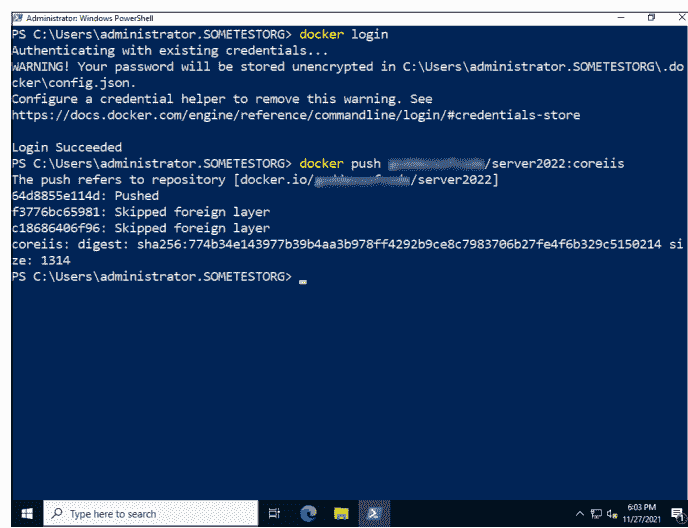 Administrator: Windows PowerShell
PS C:\Users\administrator.SOMETESTORG> docker login
Authenticating with existing credentials...
WARNING! Your password will be stored unencrypted in C:\Users\administrator.SOMETESTORG\.do
cker\config.json.
Configure a credential helper to remove this warning. See
https://docs.docker.com/engine/reference/commandline/login/#credentials-store
Login Succeeded
PS C:\Users\administrator.SOMETESTORG> docker push /server2022:coreiis
The push refers to repository [docker.io/ /server2022]
64d8855e114d: Pushed
f3776bc65981: Skipped foreign layer
c18686406f96: Skipped foreign layer
coreiis: digest: sha256:774b34e143977b39b4aa3b978ff4292b9ce8c7983706b27fe4f6b329c5150214 si
ze: 1314
PS C:\Users\administrator.SOMETESTORG>
Type here to search
6:03 PM
11/27/2021
1